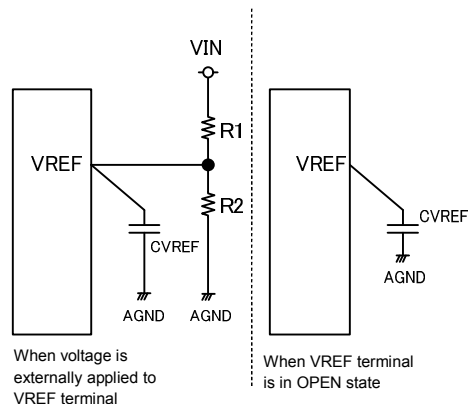 VIN
R1
VREF
R2
CVREF
AGND
AGND
When voltage is
externally applied to
VREF terminal
VREF
CVREF
AGND
When VREF terminal
is in OPEN state